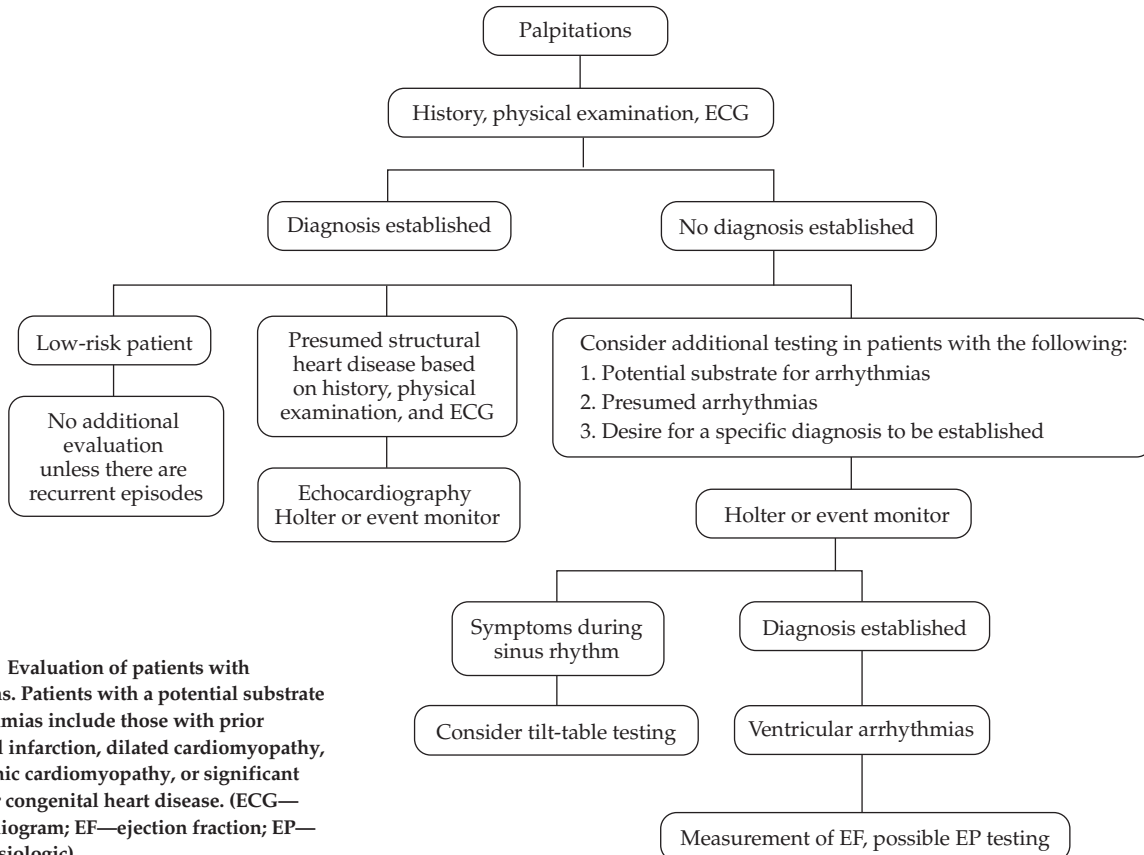 Palpitations
History, physical examination, ECG
Diagnosis established
No diagnosis established
Low-risk patient
No additional
evaluation
unless there are
recurrent episodes
Presumed structural
heart disease based
on history, physical
examination, and ECG
Echocardiography
Holter or event monitor
Consider additional testing in patients with the following:
1. Potential substrate for arrhythmias
2. Presumed arrhythmias
3. Desire for a specific diagnosis to be established
Holter or event monitor
Symptoms during
sinus rhythm
Consider tilt-table testing
Diagnosis established
Ventricular arrhythmias
Measurement of EF, possible EP testing
Evaluation of patients with
Patients with a potential substrate
include those with prior
infarction, dilated cardiomyopathy,
cardiomyopathy, or significant
congenital heart disease. (ECG—
EF—ejection fraction; EP—